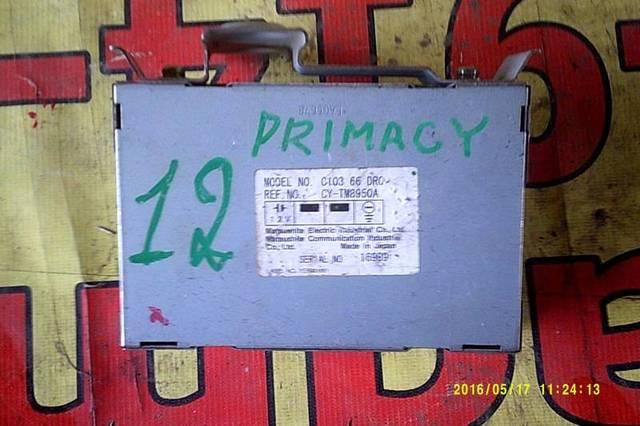 PRIMACY
12
MODEL NO. C103 66 DRO
REF NO. CY-TM8950A
12V
Matsushita Electric Industrial Co., Ltd.
Matsushita Communication Industrial
Co., Ltd. Made in Japan
SERIAL NO 16989
2016/05/17 11:24:13